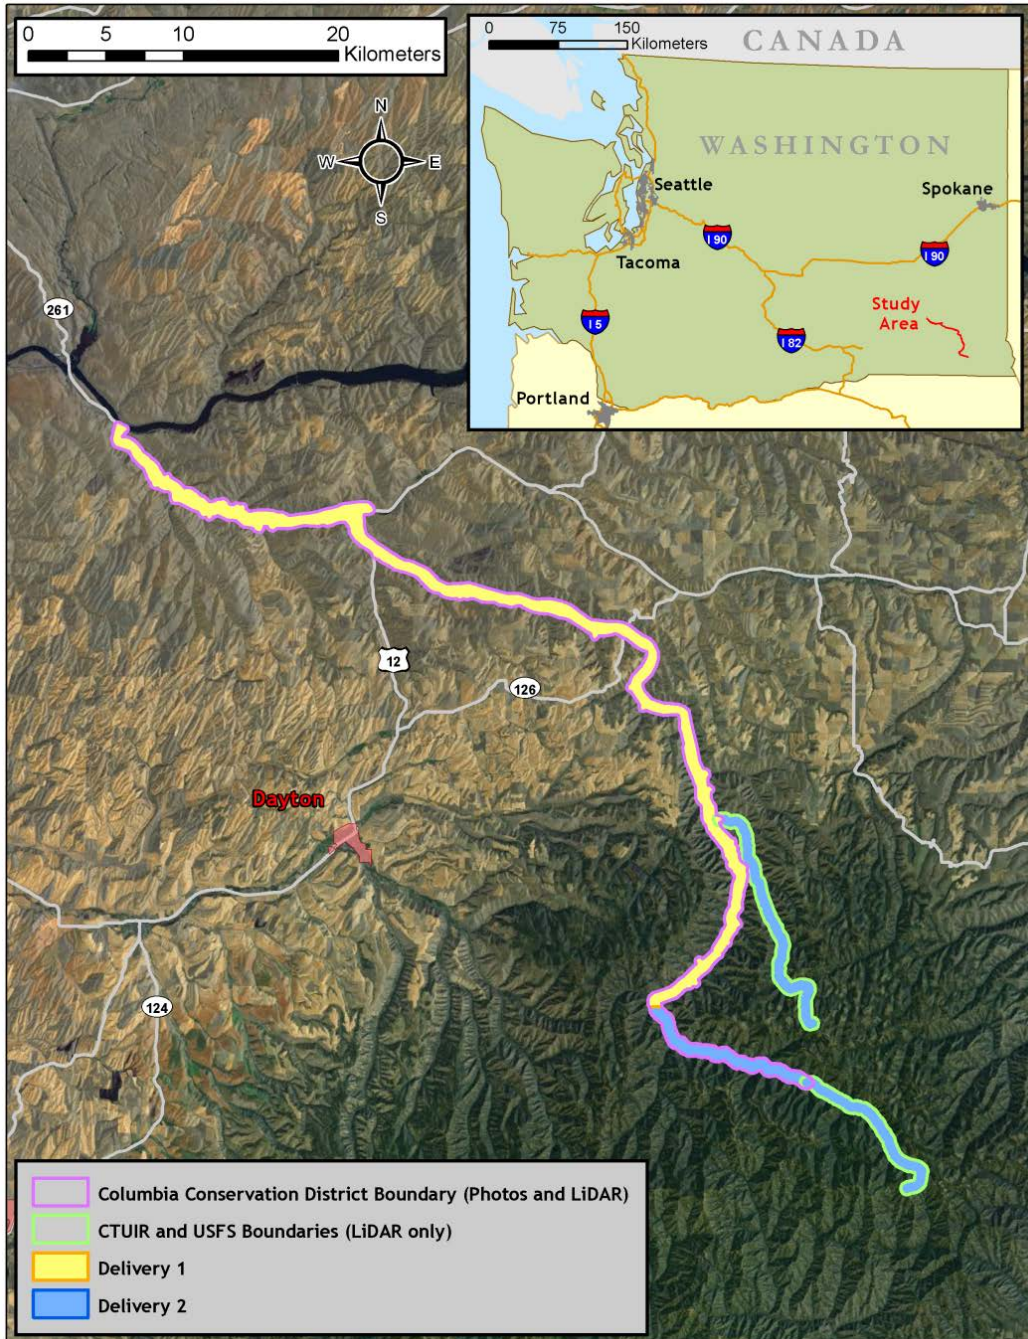 0 5 10 20
Kilometers
N
W E
S
0 75 150
Kilometers
CANADA
WASHINGTON
Seattle
Spokane
I 90
Tacoma
I 90
Study
Area
I 5
I 82
Portland
261
12
126
Dayton
124
Columbia Conservation District Boundary (Photos and LiDAR)
CTUIR and USFS Boundaries (LiDAR only)
Delivery 1
Delivery 2